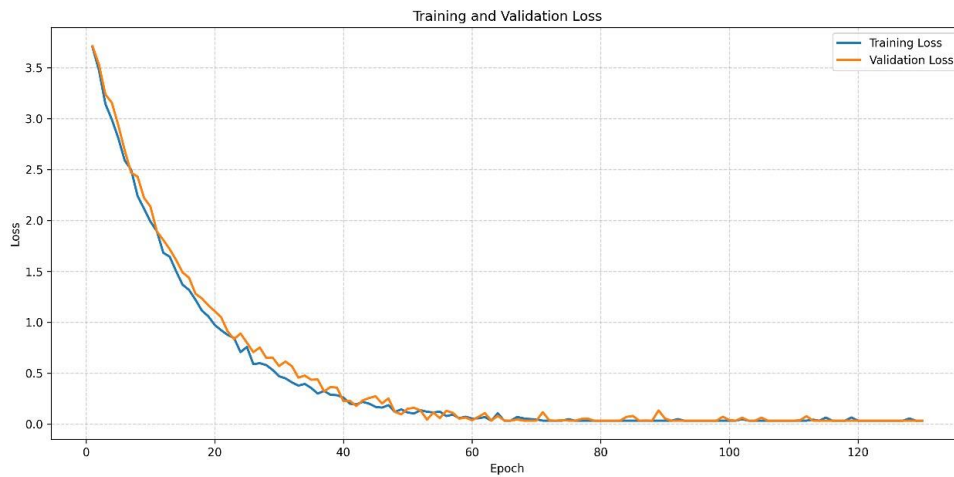 Training and Validation Loss
Training Loss
Validation Loss
3.5
3.0
2.5
2.0
1.5
1.0
0.5
0.0
Loss
0 20 40 60 80 100 120
Epoch